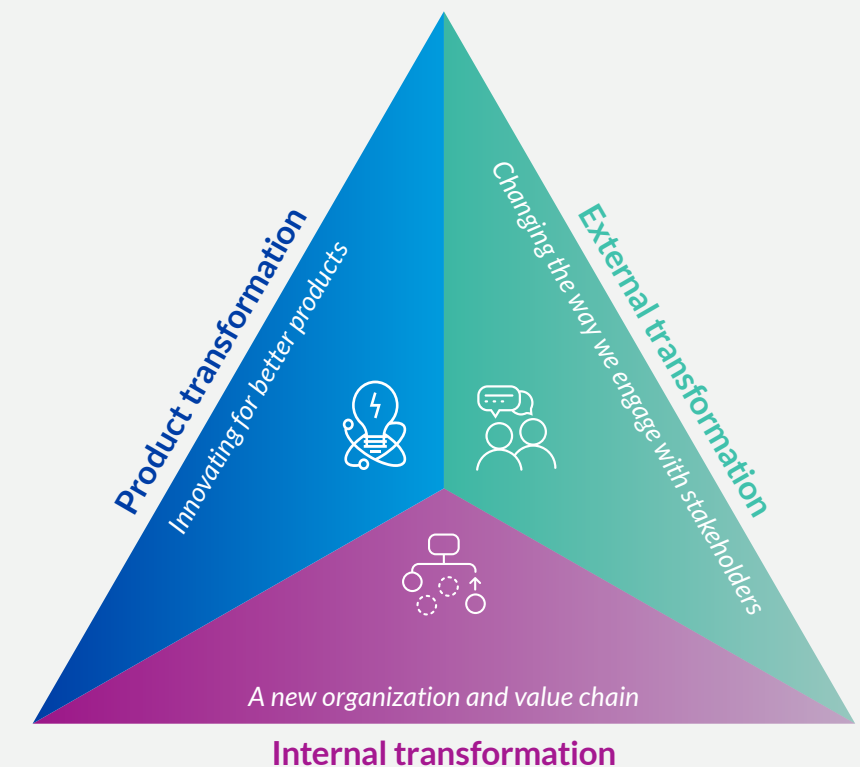 Product transformation
Innovating for better products
External transformation
Changing the way we engage with stakeholders
A new organization and value chain
Internal transformation